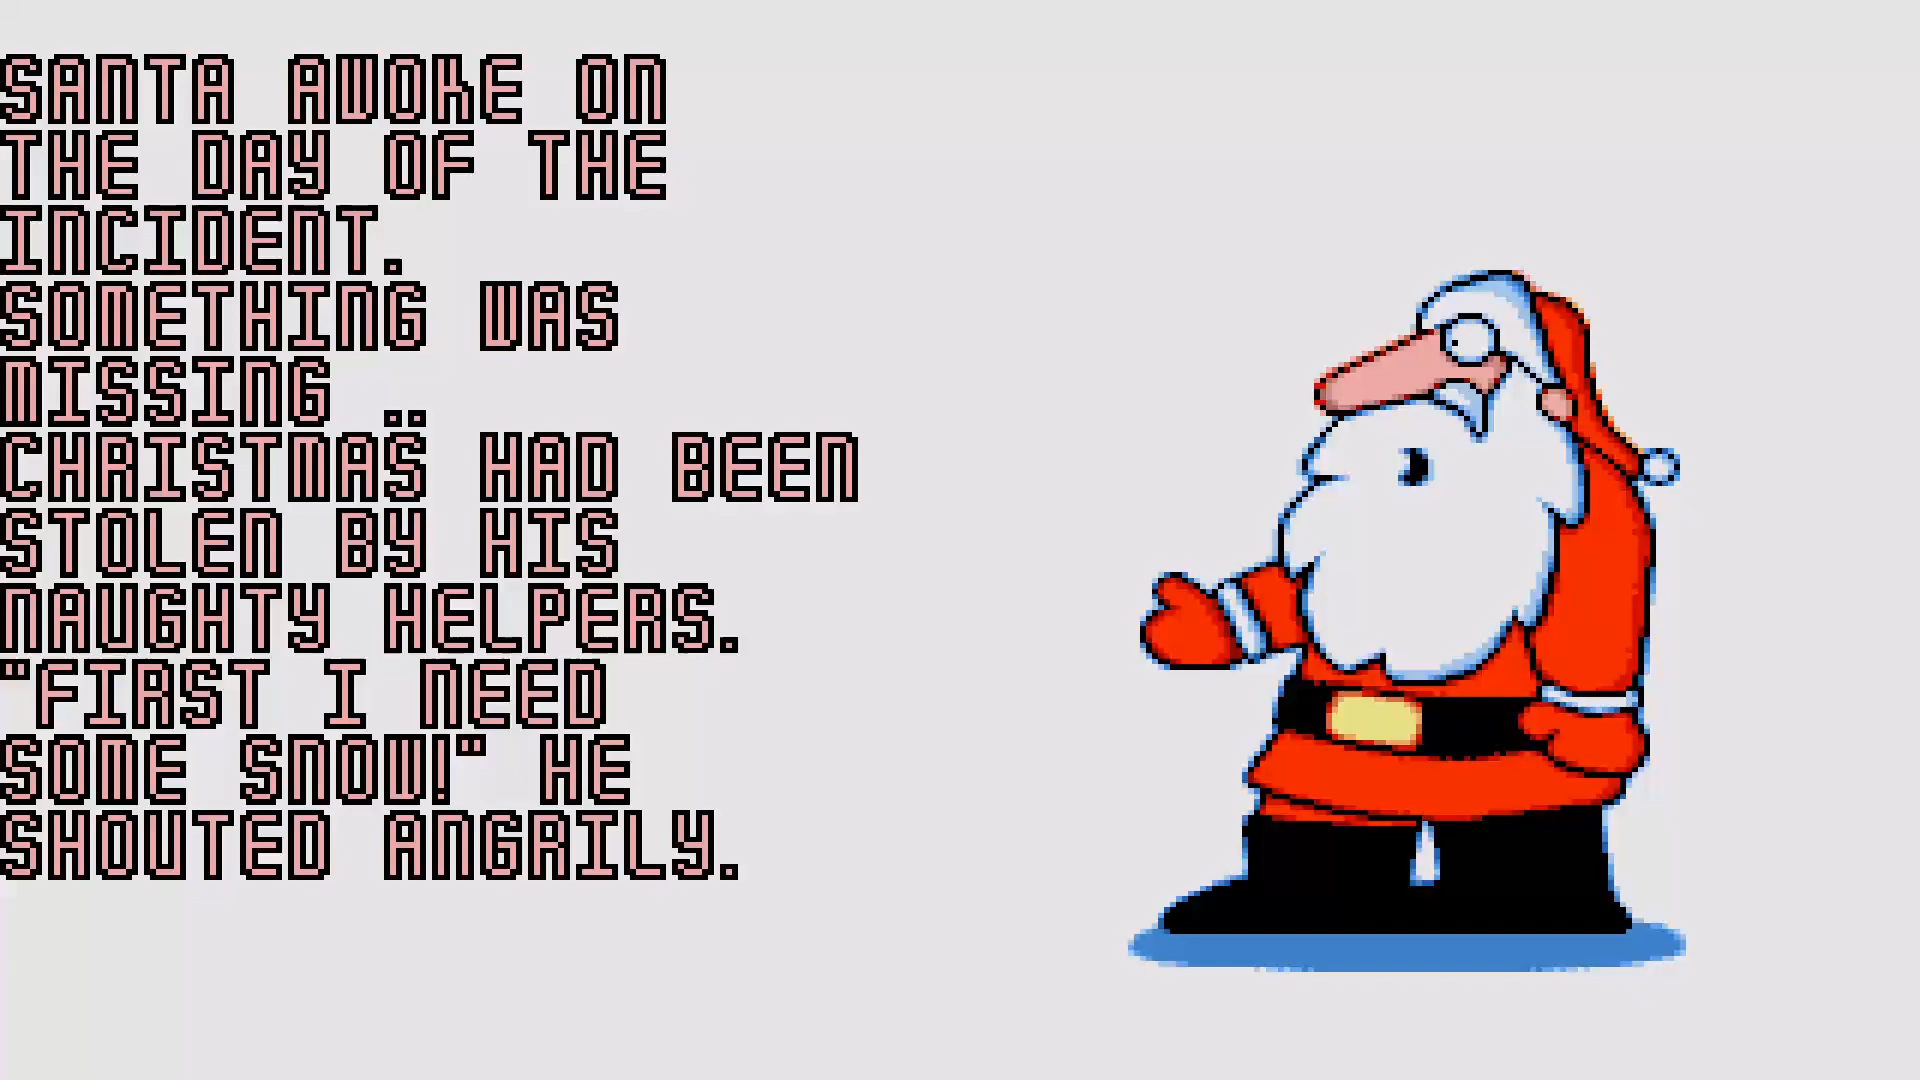 SANTA AWOKE ON
THE DAY OF THE
INCIDENT.
SOMETHING WAS
MISSING ..
CHRISTMAS HAD BEEN
STOLEN BY HIS
NAUGHTY HELPERS.
"FIRST I NEED
SOME SNOW!" HE
SHOUTED ANGRILY.